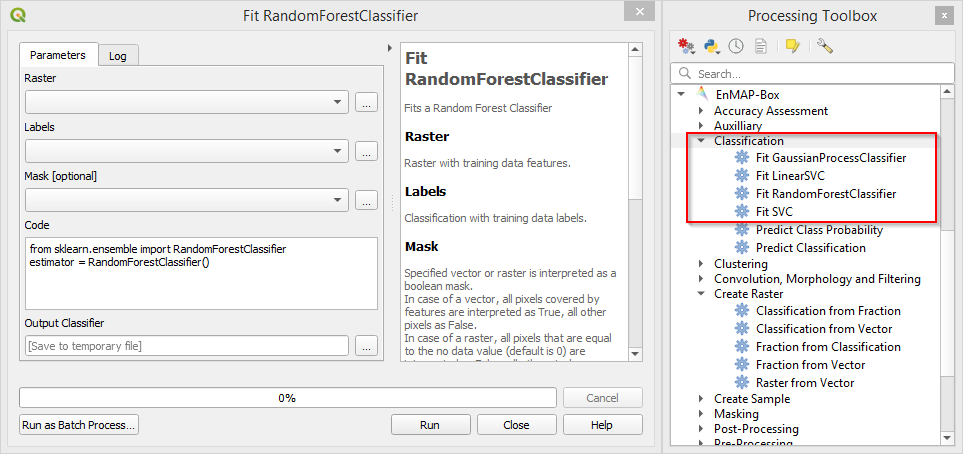 Fit RandomForestClassifier
Parameters
Log
Raster
...
Labels
...
Mask [optional]
...
Code
from sklearn.ensemble import RandomForestClassifier
estimator = RandomForestClassifier()
Output Classifier
[Save to temporary file]
...
Fit
RandomForestClassifier
Fits a Random Forest Classifier
Raster
Raster with training data features.
Labels
Classification with training data labels.
Mask
Specified vector or raster is interpreted as a
boolean mask.
In case of a vector, all pixels covered by
features are interpreted as True, all other
pixels as False.
In case of a raster, all pixels that are equal
to the no data value (default is 0) are
0%
Cancel
Run as Batch Process...
Run
Close
Help
Processing Toolbox
Search...
EnMAP-Box
Accuracy Assessment
Auxilliary
Classification
Fit GaussianProcessClassifier
Fit LinearSVC
Fit RandomForestClassifier
Fit SVC
Predict Class Probability
Predict Classification
Clustering
Convolution, Morphology and Filtering
Create Raster
Classification from Fraction
Classification from Vector
Fraction from Classification
Fraction from Vector
Raster from Vector
Create Sample
Masking
Post-Processing
Pre-Processing